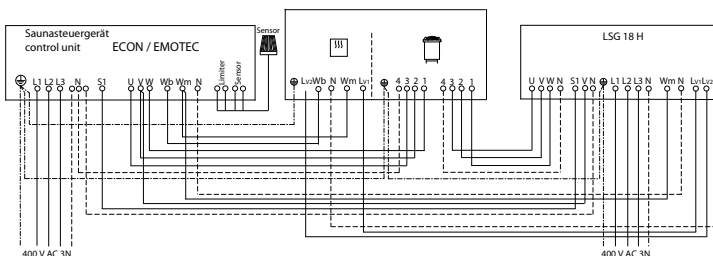 Saunasteuergerät
control unit
ECON / EMOTEC
Sensor
LSG 18 H
L1 L2 L3 N S1 U V W Wb Wm N
Limiter
Sensor
Lv2 Wb N Wm Lv1
4 3 2 1
4 3 2 1
U V W N S1 V N L1 L2 L3 N Wm N Lv1 Lv2
400 V AC 3N
400 V AC 3N